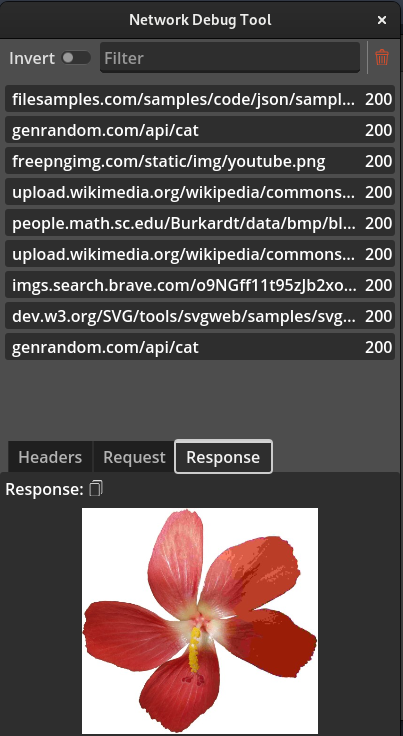 Network Debug Tool
Invert Filter
filesamples.com/samples/code/json/sampl... 200
genrandom.com/api/cat 200
freepngimg.com/static/img/youtube.png 200
upload.wikimedia.org/wikipedia/commons... 200
people.math.sc.edu/Burkardt/data/bmp/bl... 200
upload.wikimedia.org/wikipedia/commons... 200
imgs.search.brave.com/o9NGff11t95zJb2xo... 200
dev.w3.org/SVG/tools/svgweb/samples/svg... 200
genrandom.com/api/cat 200
Headers Request Response
Response: